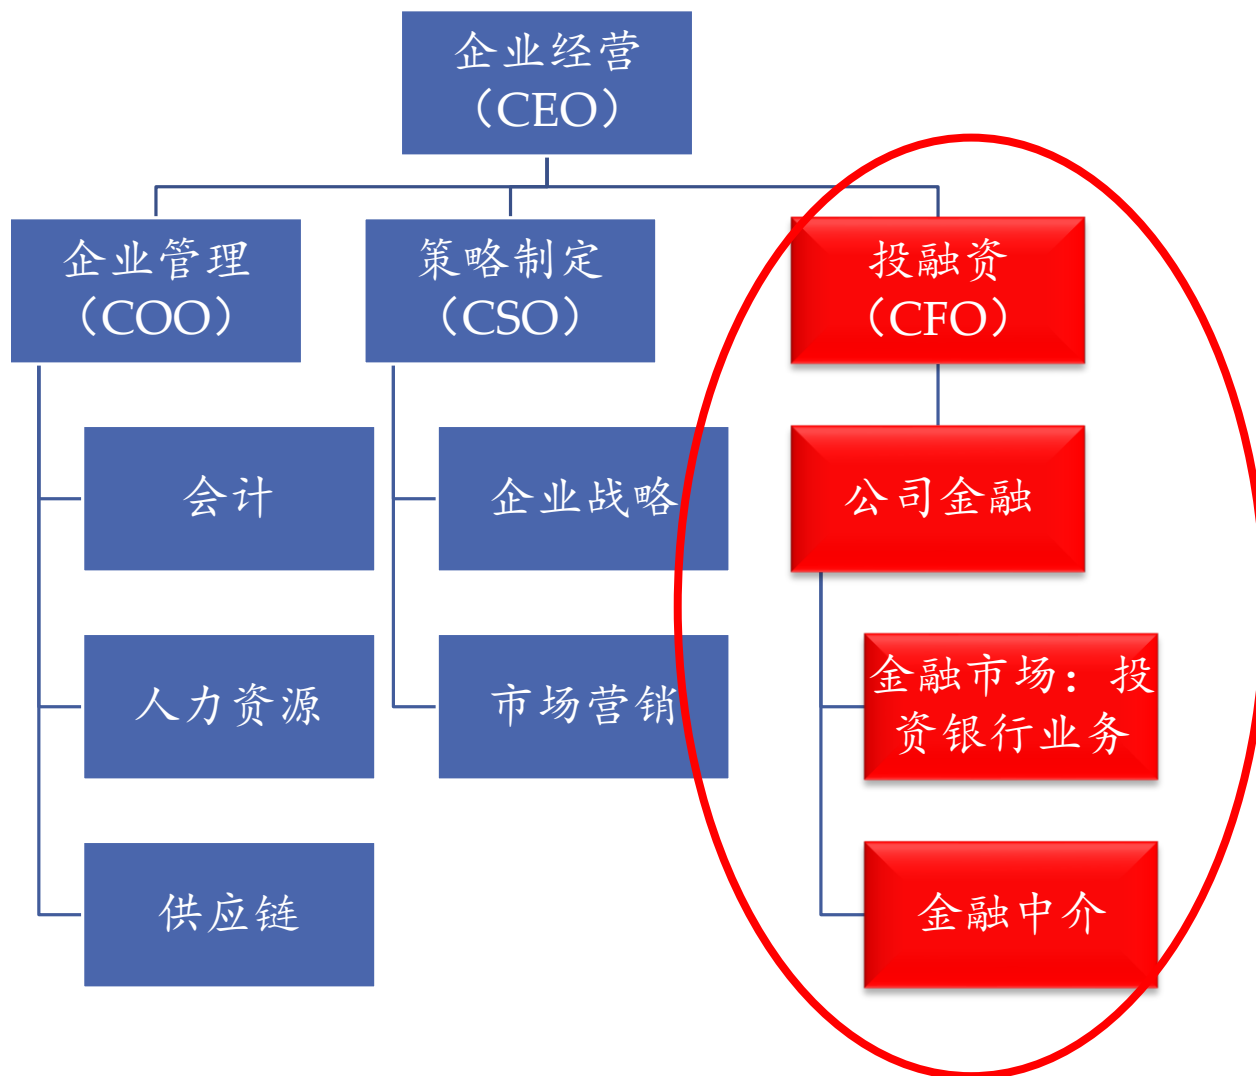 企业经营
（CEO）
企业管理
（COO）
策略制定
（CSO）
投融资
（CFO）
会计
企业战略
公司金融
人力资源
市场营销
金融市场：投
资银行业务
供应链
金融中介